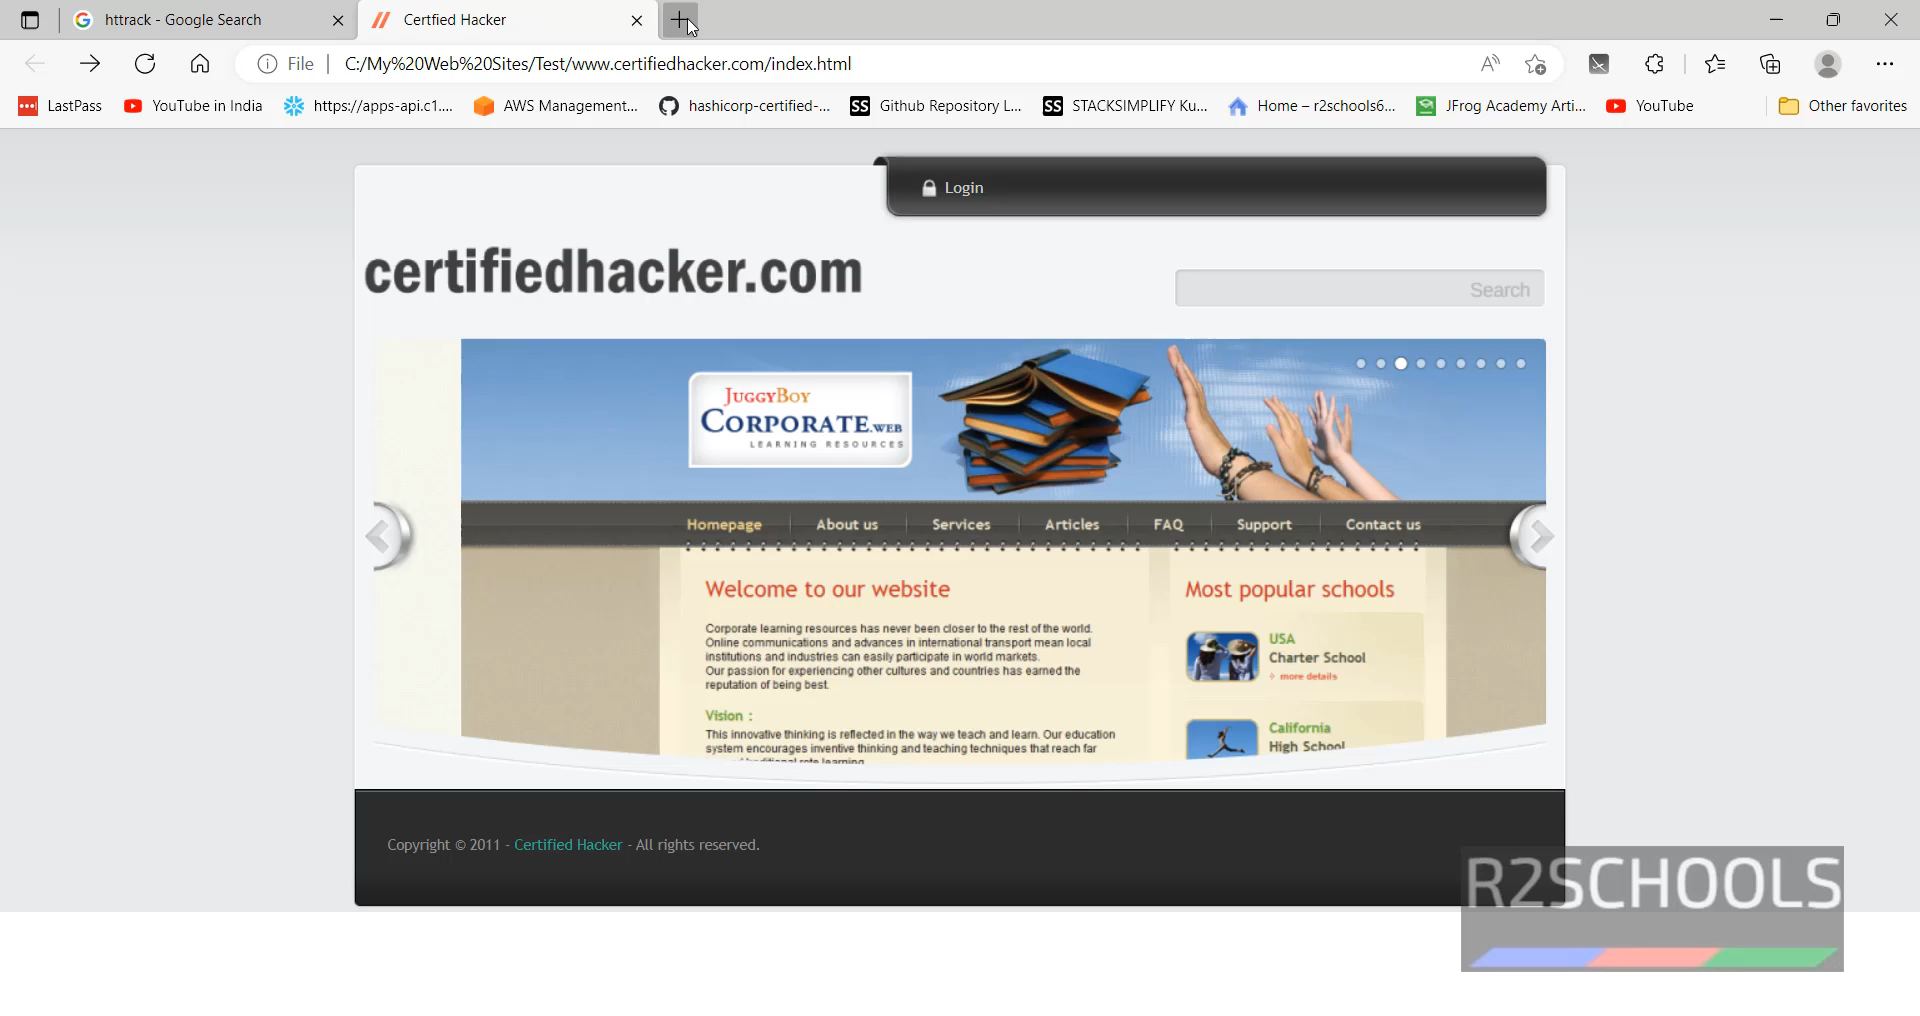 httrack - Google Search
Certfied Hacker
File
C:/My%20Web%20Sites/Test/www.certifiedhacker.com/index.html
LastPass
YouTube in India
https://apps-api.c1....
AWS Management...
hashicorp-certified-...
Github Repository L...
STACKSIMPLIFY Ku...
Home – r2schools6...
JFrog Academy Arti...
YouTube
Other favorites
Login
certifiedhacker.com
Search
JUGGYBOY
CORPORATE.WEB
LEARNING RESOURCES
Homepage
About us
Services
Articles
FAQ
Support
Contact us
Welcome to our website
Corporate learning resources has never been closer to the rest of the world.
Online communications and advances in international transport mean local
institutions and industries can easily participate in world markets.
Our passion for experiencing other cultures and countries has earned the
reputation of being best.
Vision :
This innovative thinking is reflected in the way we teach and learn. Our education
system encourages inventive thinking and teaching techniques that reach far
Most popular schools
USA
Charter School
more details
California
High School
Copyright © 2011 - Certified Hacker - All rights reserved.
R2SCHOOLS